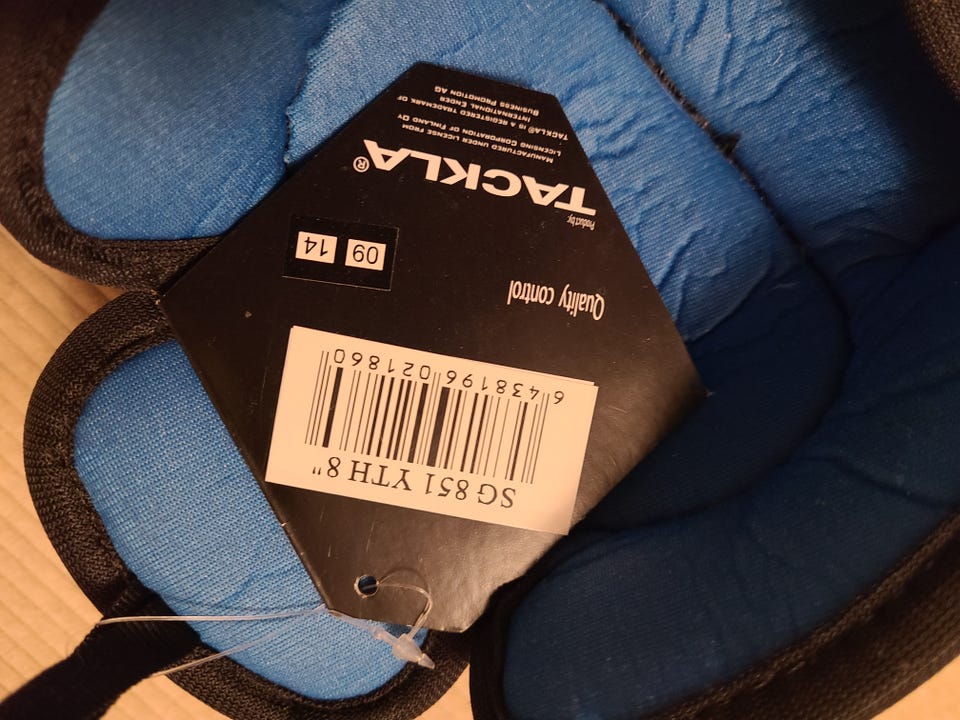 SG 851 YTH 8"
6 438196 021860
Quality control
09 14
Product by:
TACKLA®
MANUFACTURED UNDER LICENSE FROM
LICENSING CORPORATION OF FINLAND OY
TACKLA® IS A REGISTERED TRADEMARK OF
INTERNATIONAL ENDER
BUSINESS PROMOTION AG